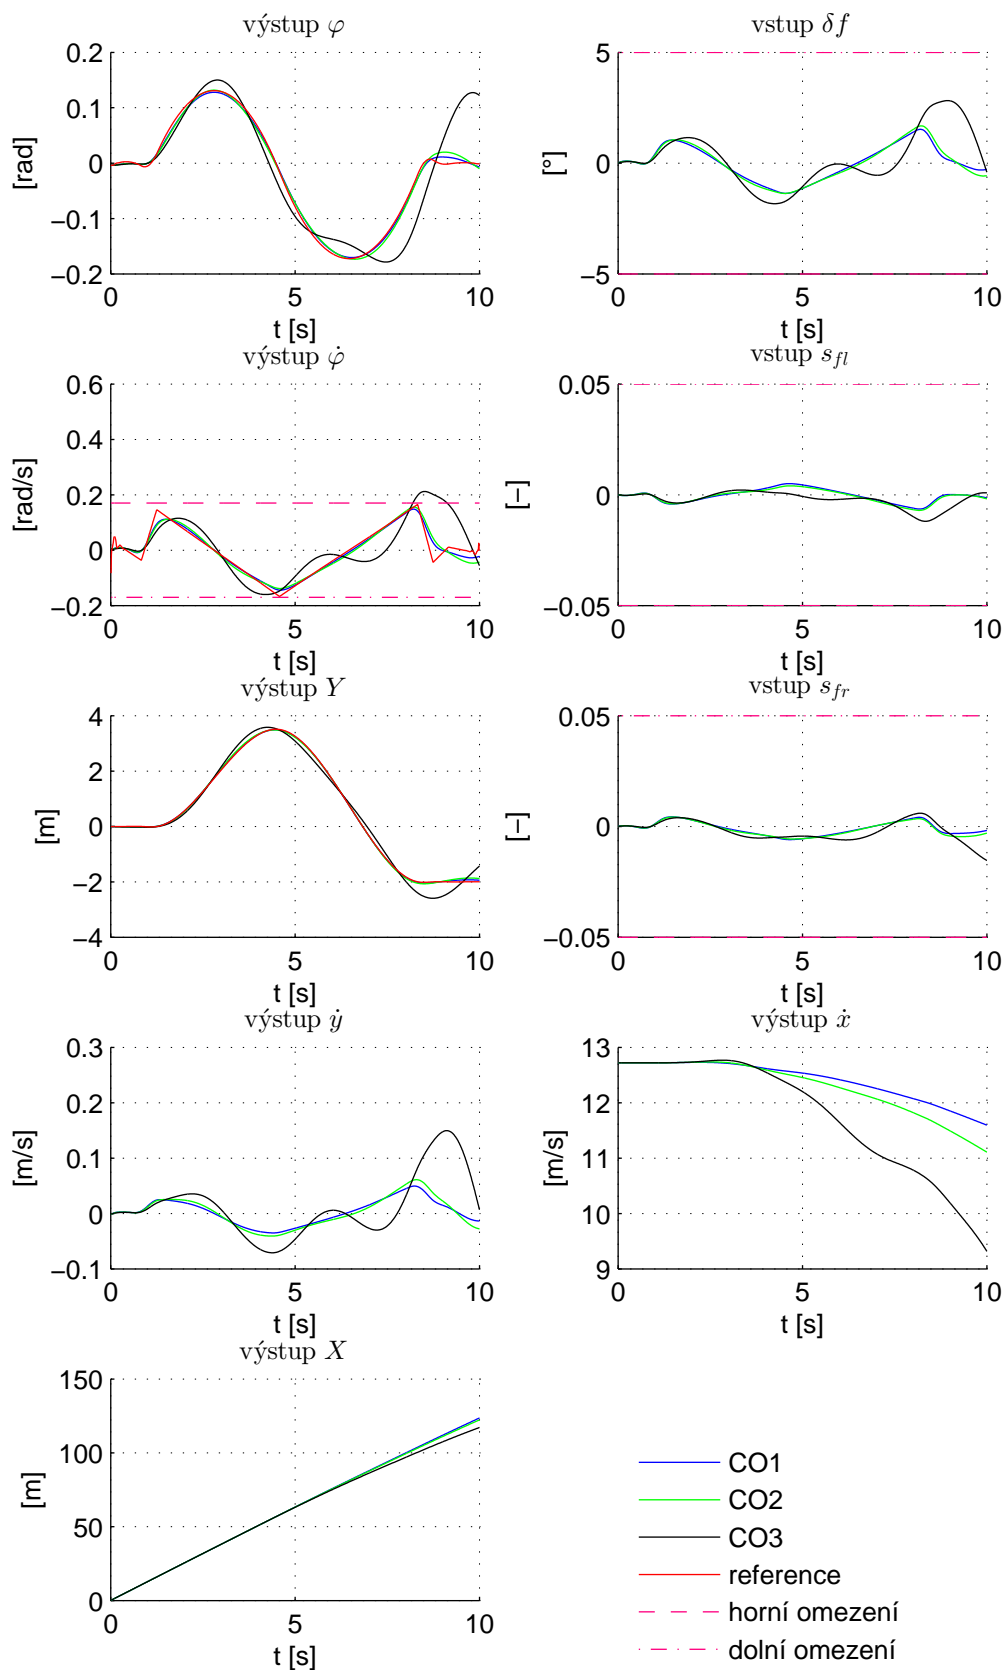 výstup φ
0.2
0.1
0
−0.1
−0.2
[rad]
0
5
10
t [s]
vstup δf
5
0
−5
[°]
0
5
10
t [s]
výstup φ̇
0.6
0.4
0.2
0
−0.2
[rad/s]
0
5
10
t [s]
vstup s_fl
0.05
0
−0.05
[−]
0
5
10
t [s]
výstup Y
4
2
0
−2
−4
[m]
0
5
10
t [s]
vstup s_fr
0.05
0
−0.05
[−]
0
5
10
t [s]
výstup ẏ
0.3
0.2
0.1
0
−0.1
[m/s]
0
5
10
t [s]
výstup ẋ
13
12
11
10
9
[m/s]
0
5
10
t [s]
výstup X
150
100
50
0
[m]
0
5
10
t [s]
CO1
CO2
CO3
reference
horní omezení
dolní omezení